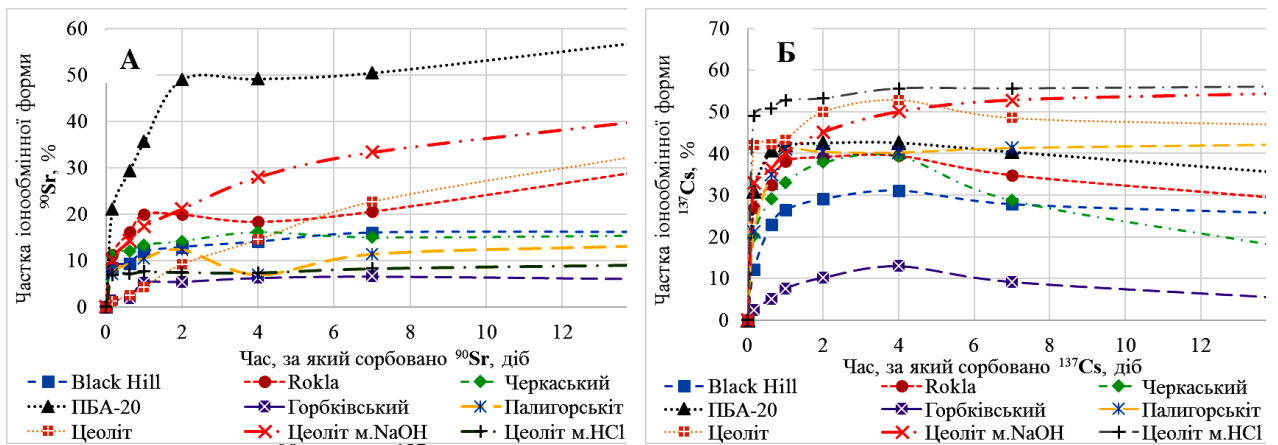 А
Частка іонообмінної форми
⁹⁰Sr, %
60
50
40
30
20
10
0
0 2 4 6 8 10 12
Час, за який сорбовано ⁹⁰Sr, діб
Black Hill Rokla Черкаський
ПБА-20 Горбківський Палигорськіт
Цеоліт Цеоліт м.NaOH Цеоліт м.HCl
Б
Частка іонообмінної форми
¹³⁷Cs, %
70
60
50
40
30
20
10
0
0 2 4 6 8 10 12
Час, за який сорбовано ¹³⁷Cs, діб
Black Hill Rokla Черкаський
ПБА-20 Горбківський Палигорськіт
Цеоліт Цеоліт м.NaOH Цеоліт м.HCl